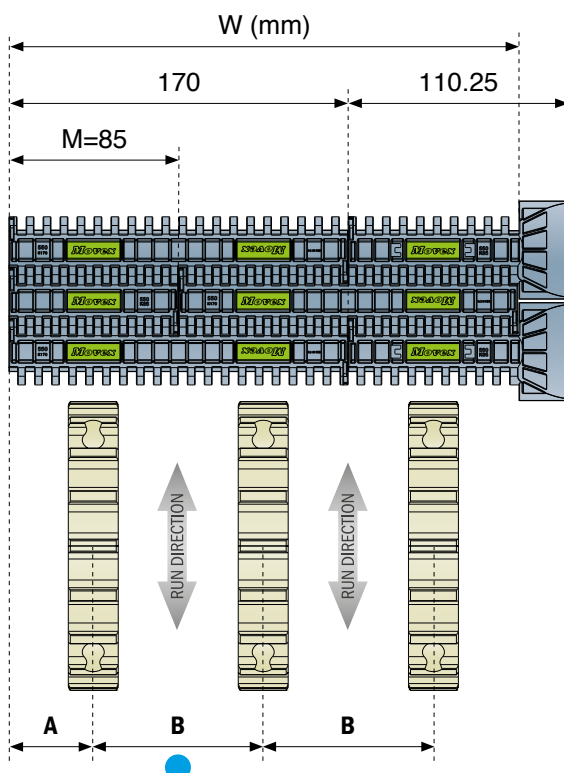 W (mm)
170
110.25
M=85
Movex
Movex
Movex
Movex
Movex
Movex
Movex
Movex
Movex
RUN DIRECTION
RUN DIRECTION
A
B
B